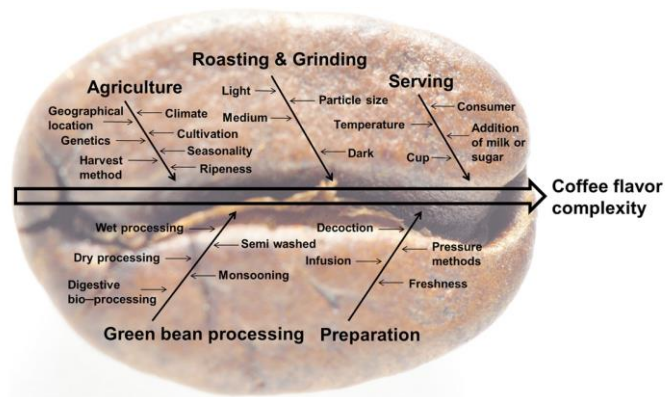 Roasting & Grinding
Agriculture
Serving
Light
Particle size
Medium
Dark
Geographical
location
Climate
Cultivation
Genetics
Seasonality
Harvest
method
Ripeness
Consumer
Temperature
Addition
of milk or
sugar
Cup
Coffee flavor
complexity
Wet processing
Semi washed
Dry processing
Monsooning
Digestive
bio-processing
Decoction
Pressure
methods
Infusion
Freshness
Green bean processing
Preparation